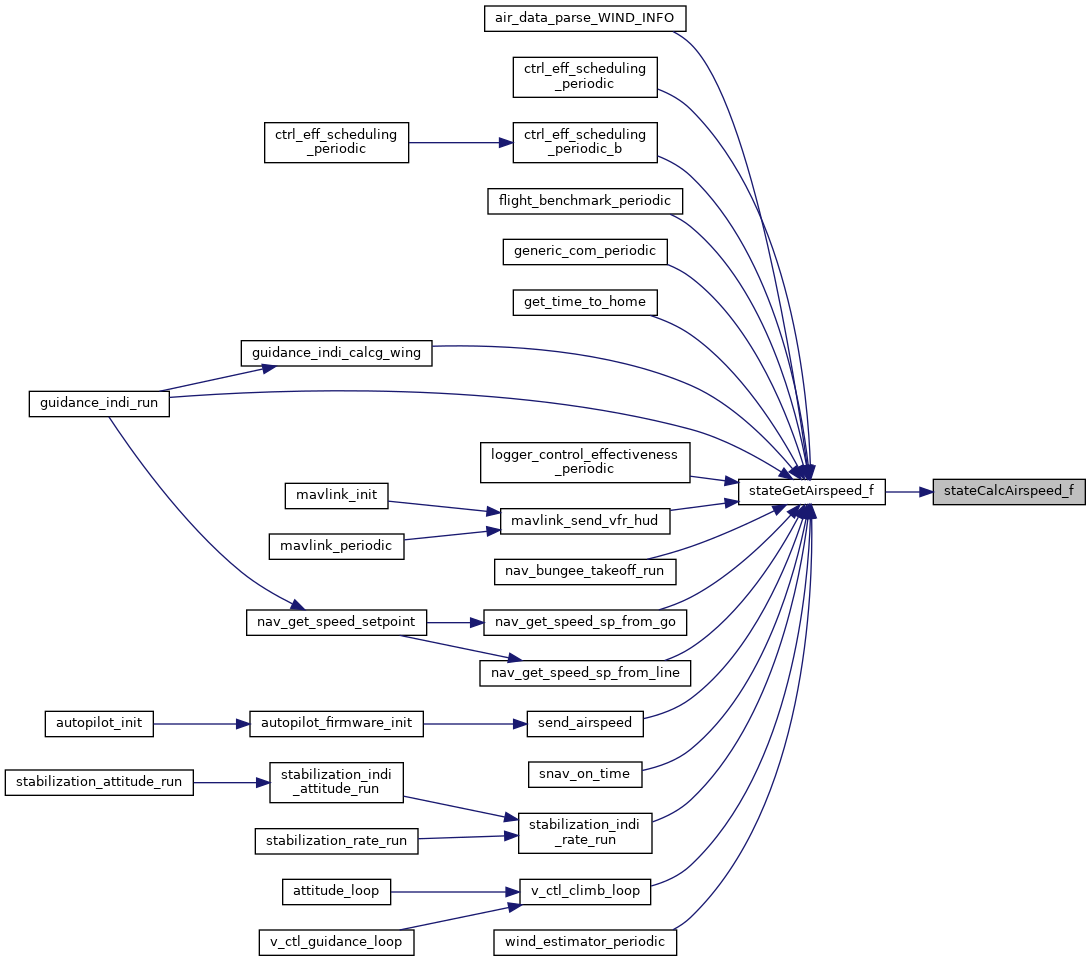 air_data_parse_WIND_INFO
ctrl_eff_scheduling
_periodic
ctrl_eff_scheduling
_periodic
ctrl_eff_scheduling
_periodic_b
flight_benchmark_periodic
generic_com_periodic
get_time_to_home
guidance_indi_calcg_wing
guidance_indi_run
logger_control_effectiveness
_periodic
stateGetAirspeed_f
stateCalcAirspeed_f
mavlink_init
mavlink_send_vfr_hud
mavlink_periodic
nav_bungee_takeoff_run
nav_get_speed_setpoint
nav_get_speed_sp_from_go
nav_get_speed_sp_from_line
autopilot_init
autopilot_firmware_init
send_airspeed
snav_on_time
stabilization_attitude_run
stabilization_indi
_attitude_run
stabilization_indi
_rate_run
stabilization_rate_run
attitude_loop
v_ctl_climb_loop
v_ctl_guidance_loop
wind_estimator_periodic